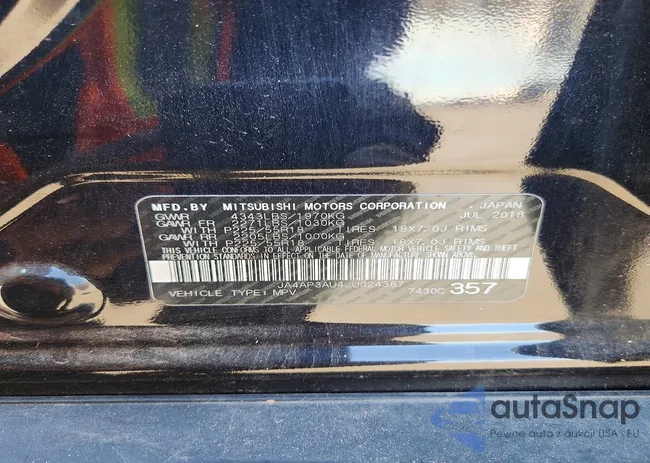 MFD.BY MITSUBISHI MOTORS CORPORATION . JAPAN
GVWR 4343LBS/1970KG JUL 2018
GAWR FR 1030KG
WITH P225/55R18 TIRES 18X7.0J RIMS
GAWR RR LBS/1000KG
WITH P225/55R18 TIRES 18X7.0J RIMS
THIS VEHICLE CONFORMS TO ALL APPLICABLE FEDERAL MOTOR VEHICLE SAFETY AND THEFT
PREVENTION STANDARDS IN EFFECT ON THE DATE OF MANUFACTURE SHOWN ABOVE.
JA4AP3AU4JU024387
VEHICLE TYPE: MPV 7430C 357
autaSnap
Pewne auta z aukcji USA i EU